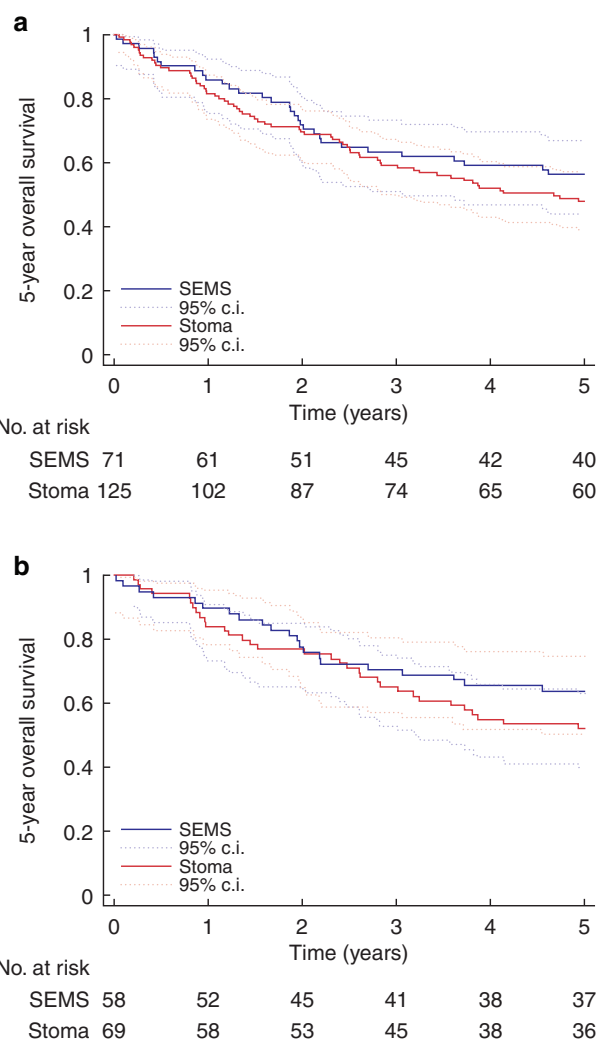 a
1
0.8
0.6
0.4
0.2
0
5-year overall survival
SEMS
95% c.i.
Stoma
95% c.i.
0 1 2 3 4 5
Time (years)
No. at risk
SEMS 71 61 51 45 42 40
Stoma 125 102 87 74 65 60
b
1
0.8
0.6
0.4
0.2
0
5-year overall survival
SEMS
95% c.i.
Stoma
95% c.i.
0 1 2 3 4 5
Time (years)
No. at risk
SEMS 58 52 45 41 38 37
Stoma 69 58 53 45 38 36